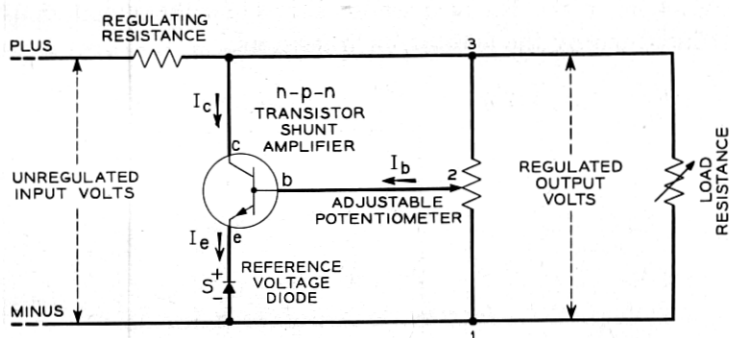 REGULATING
RESISTANCE
PLUS
3
n-p-n
TRANSISTOR
SHUNT
AMPLIFIER
Ic
c
UNREGULATED
INPUT VOLTS
b
Ib
2
ADJUSTABLE
POTENTIOMETER
REGULATED
OUTPUT
VOLTS
LOAD
RESISTANCE
Ie
e
S
+
-
REFERENCE
VOLTAGE
DIODE
MINUS
1